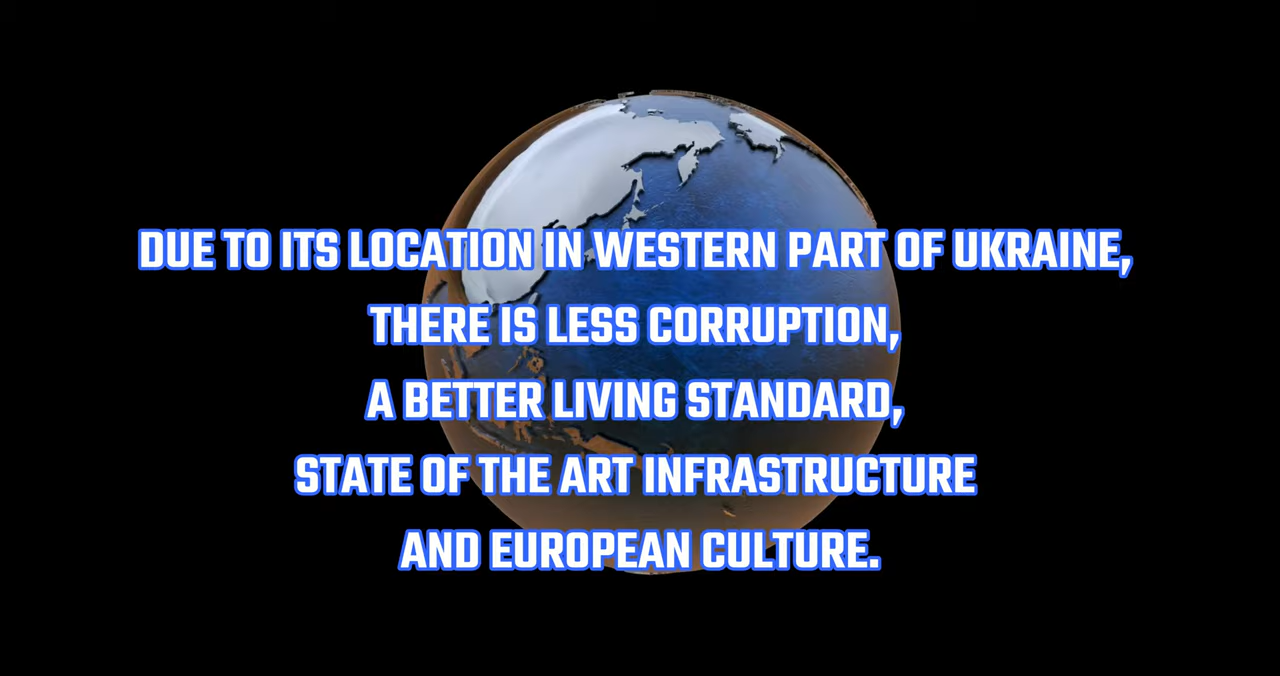 DUE TO ITS LOCATION IN WESTERN PART OF UKRAINE,
THERE IS LESS CORRUPTION,
A BETTER LIVING STANDARD,
STATE OF THE ART INFRASTRUCTURE
AND EUROPEAN CULTURE.